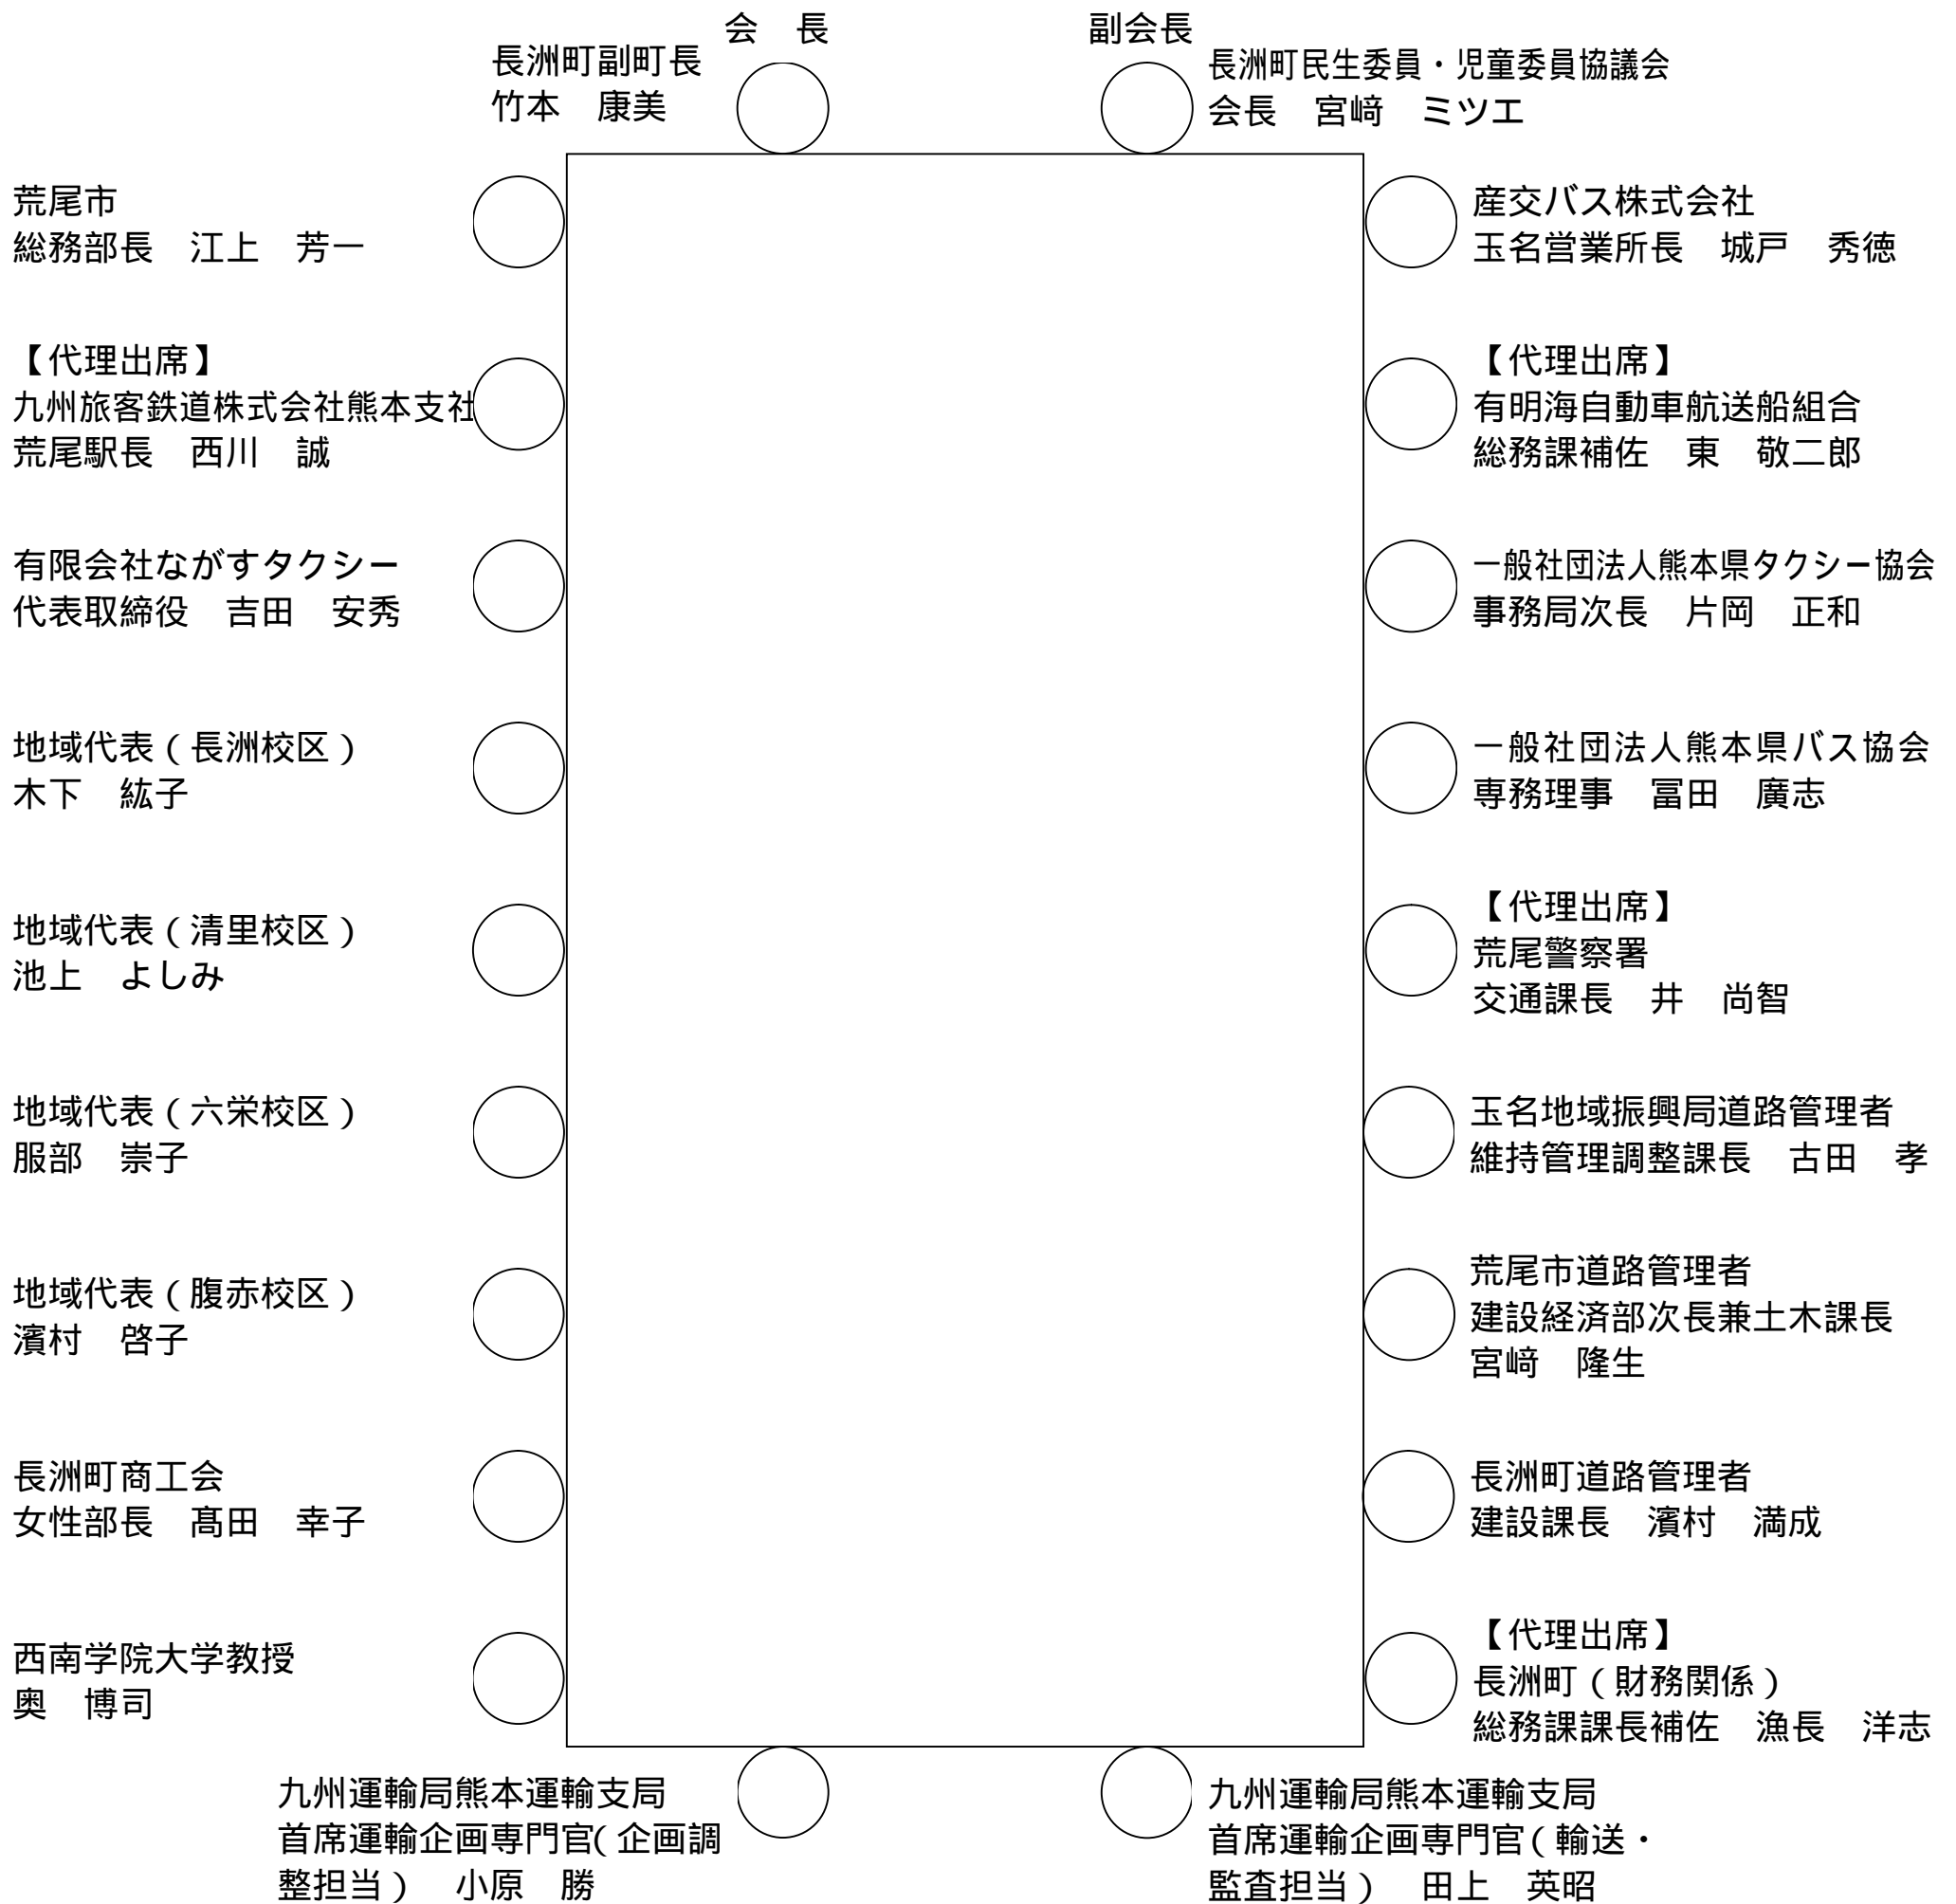 会　長
長洲町副町長
竹本　康美
副会長
長洲町民生委員・児童委員協議会
会長　宮﨑　ミツエ
荒尾市
総務部長　江上　芳一
【代理出席】
九州旅客鉄道株式会社熊本支社
荒尾駅長　西川　誠
有限会社ながすタクシー
代表取締役　吉田　安秀
地域代表（長洲校区）
木下　紘子
地域代表（清里校区）
池上　よしみ
地域代表（六栄校区）
服部　崇子
地域代表（腹赤校区）
濱村　啓子
長洲町商工会
女性部長　髙田　幸子
西南学院大学教授
奥　博司
産交バス株式会社
玉名営業所長　城戸　秀徳
【代理出席】
有明海自動車航送船組合
総務課補佐　東　敬二郎
一般社団法人熊本県タクシー協会
事務局次長　片岡　正和
一般社団法人熊本県バス協会
専務理事　冨田　廣志
【代理出席】
荒尾警察署
交通課長　井　尚智
玉名地域振興局道路管理者
維持管理調整課長　古田　孝
荒尾市道路管理者
建設経済部次長兼土木課長
宮﨑　隆生
長洲町道路管理者
建設課長　濱村　満成
【代理出席】
長洲町（財務関係）
総務課課長補佐　漁長　洋志
九州運輸局熊本運輸支局
首席運輸企画専門官（企画調
整担当）　小原　勝
九州運輸局熊本運輸支局
首席運輸企画専門官（輸送・
監査担当）　田上　英昭